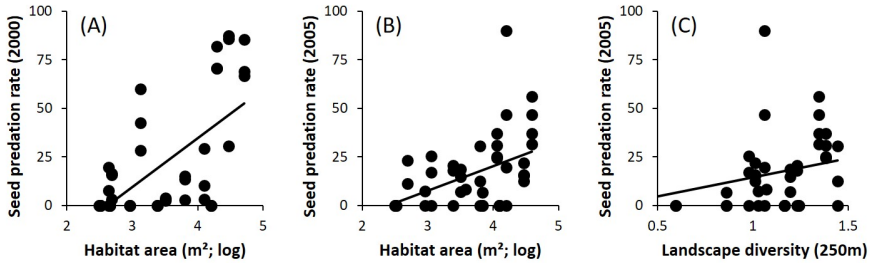 (A)
Seed predation rate (2000)
100
75
50
25
0
2 3 4 5
Habitat area (m²; log)
(B)
Seed predation rate (2005)
100
75
50
25
0
2 3 4 5
Habitat area (m²; log)
(C)
Seed predation rate (2005)
100
75
50
25
0
0.5 1 1.5
Landscape diversity (250m)